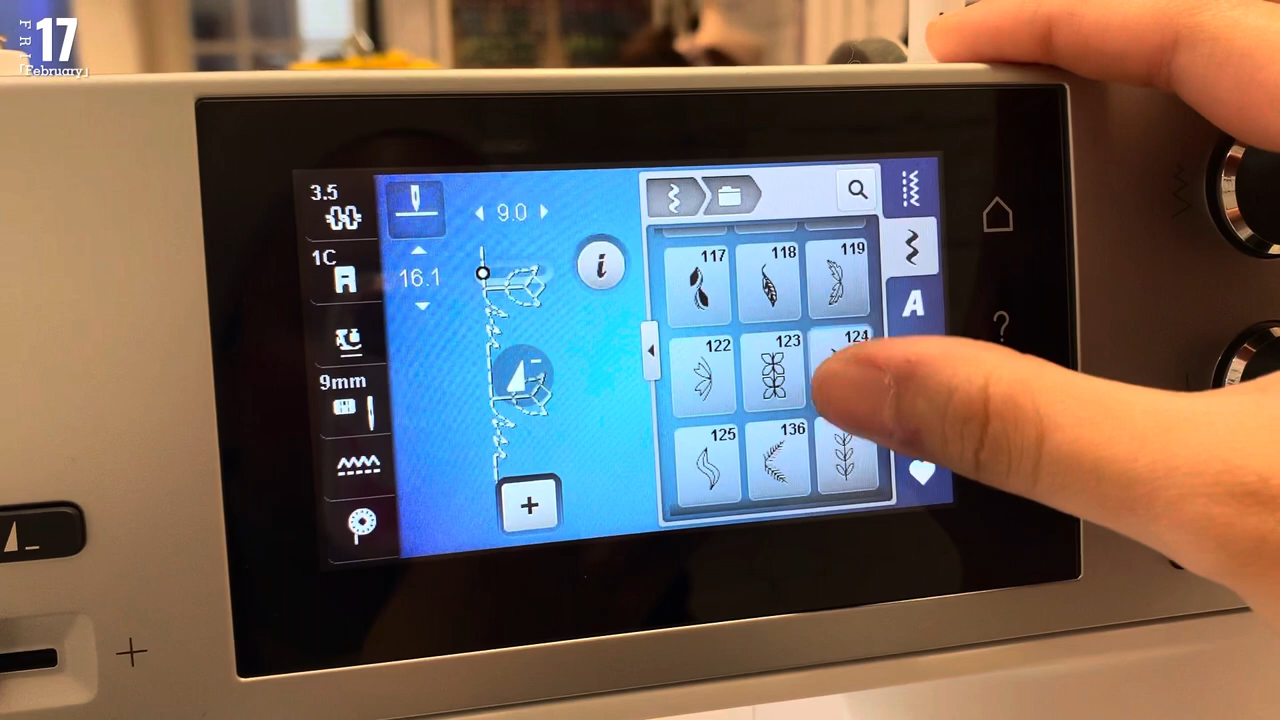 FRI
17
「February」
3.5
1C
9mm
9.0
16.1
i
+
117
118
119
122
123
124
125
136
A
?
+